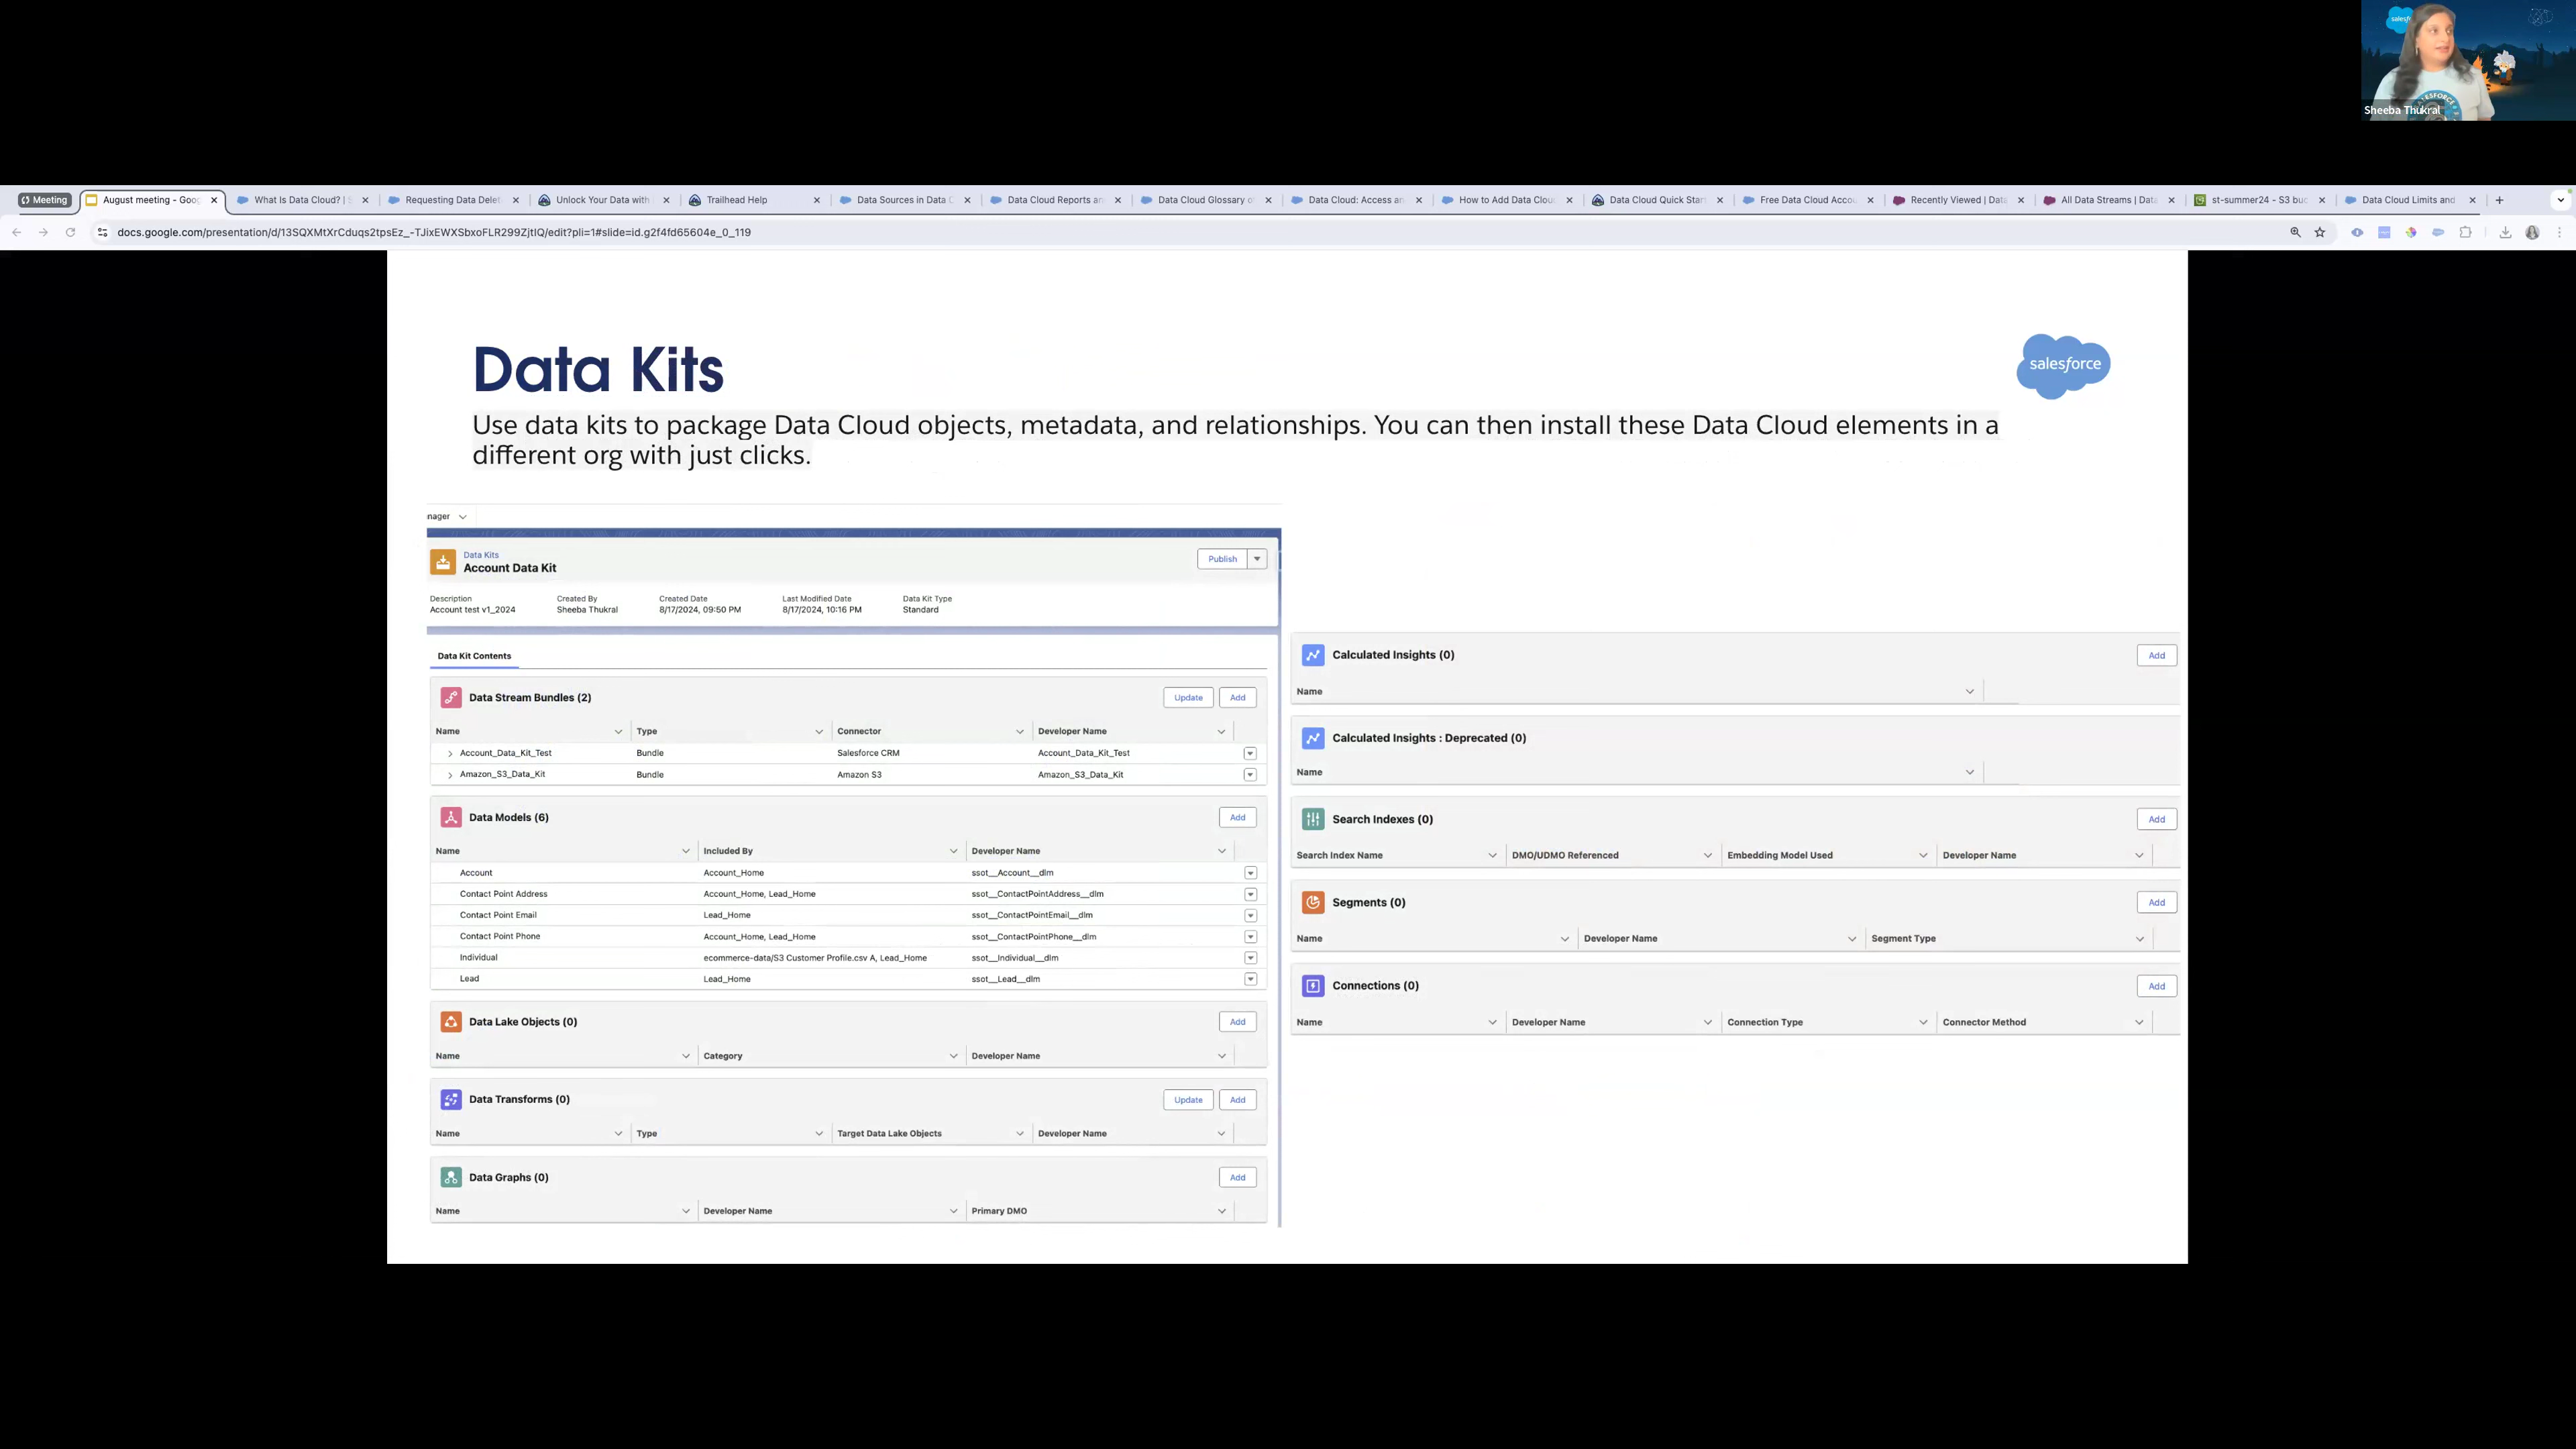 Sheeba Thukral
Meeting
August meeting - Goog
What Is Data Cloud? |
Requesting Data Delet
Unlock Your Data with
Trailhead Help
Data Sources in Data C
Data Cloud Reports an
Data Cloud Glossary o
Data Cloud: Access an
How to Add Data Clou
Data Cloud Quick Star
Free Data Cloud Accou
Recently Viewed | Data
All Data Streams | Data
st-summer24 - S3 buc
Data Cloud Limits and
docs.google.com/presentation/d/13SQXMtXrCduqs2tpsEz_-TJixEWXSbxoFLR299ZjtIQ/edit?pli=1#slide=id.g2f4fd65604e_0_119
Data Kits
salesforce
Use data kits to package Data Cloud objects, metadata, and relationships. You can then install these Data Cloud elements in a
different org with just clicks.
nager
Data Kits
Account Data Kit
Publish
Description Created By Created Date Last Modified Date Data Kit Type
Account test v1_2024 Sheeba Thukral 8/17/2024, 09:50 PM 8/17/2024, 10:16 PM Standard
Data Kit Contents
Data Stream Bundles (2) Update Add
Name Type Connector Developer Name
Account_Data_Kit_Test Bundle Salesforce CRM Account_Data_Kit_Test
Amazon_S3_Data_Kit Bundle Amazon S3 Amazon_S3_Data_Kit
Data Models (6) Add
Name Included By Developer Name
Account Account_Home ssot__Account__dlm
Contact Point Address Account_Home, Lead_Home ssot__ContactPointAddress__dlm
Contact Point Email Lead_Home ssot__ContactPointEmail__dlm
Contact Point Phone Account_Home, Lead_Home ssot__ContactPointPhone__dlm
Individual ecommerce-data/S3 Customer Profile.csv A, Lead_Home ssot__Individual__dlm
Lead Lead_Home ssot__Lead__dlm
Data Lake Objects (0) Add
Name Category Developer Name
Data Transforms (0) Update Add
Name Type Target Data Lake Objects Developer Name
Data Graphs (0) Add
Name Developer Name Primary DMO
Calculated Insights (0) Add
Name
Calculated Insights : Deprecated (0)
Name
Search Indexes (0) Add
Search Index Name DMO/UDMO Referenced Embedding Model Used Developer Name
Segments (0) Add
Name Developer Name Segment Type
Connections (0) Add
Name Developer Name Connection Type Connector Method